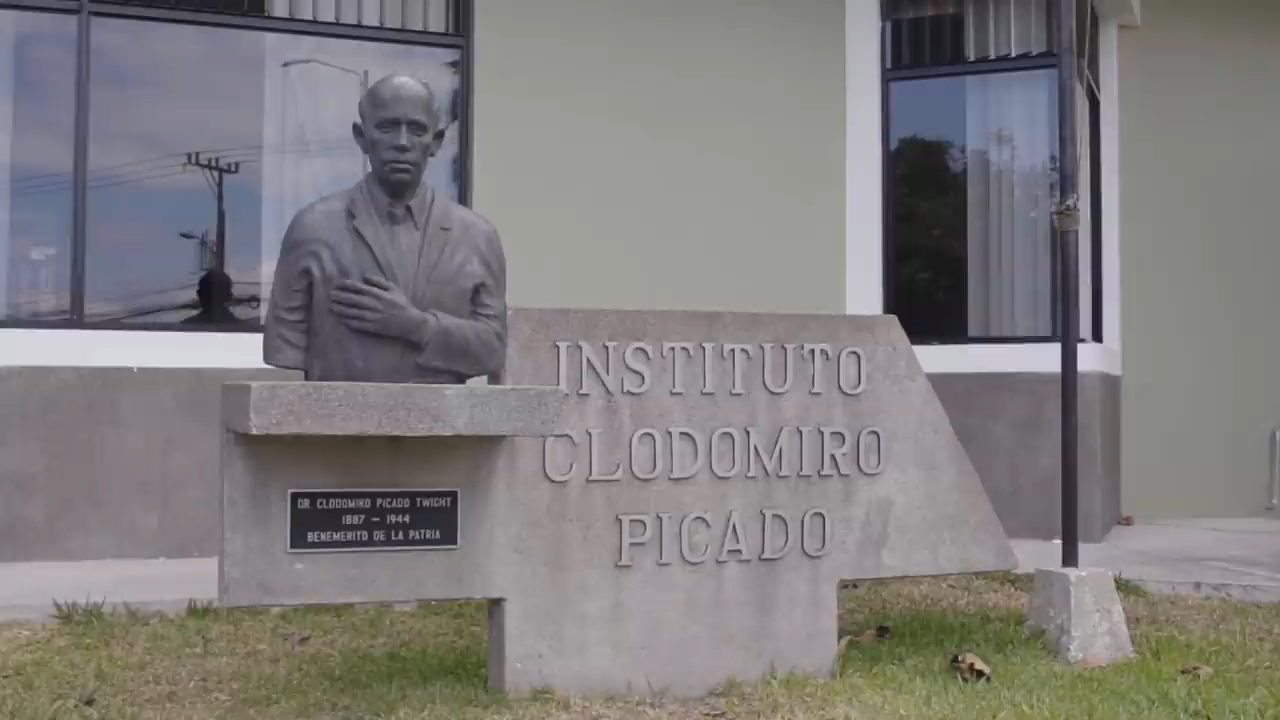 INSTITUTO
CLODOMIRO
PICADO
DR. CLODOMIRO PICADO TWIGHT
1887 — 1944
BENEMERITO DE LA PATRIA